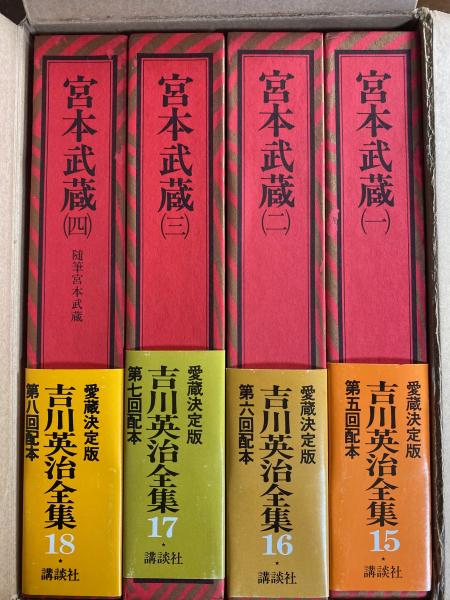 宮本武蔵(一)
愛蔵決定版
吉川英治全集
15
第五回配本
講談社
宮本武蔵(二)
愛蔵決定版
吉川英治全集
16
第六回配本
講談社
宮本武蔵(三)
愛蔵決定版
吉川英治全集
17
第七回配本
講談社
宮本武蔵(四)
随筆宮本武蔵
愛蔵決定版
吉川英治全集
18
第八回配本
講談社